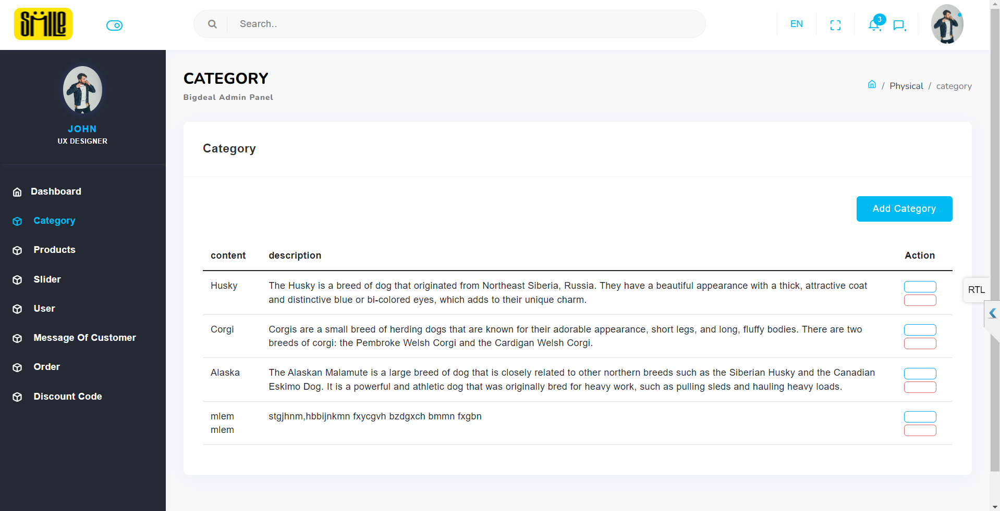 SMILE
Search..
EN
3
JOHN
UX DESIGNER
Dashboard
Category
Products
Slider
User
Message Of Customer
Order
Discount Code
CATEGORY
Bigdeal Admin Panel
/ Physical / category
Category
Add Category
content description Action
Husky
The Husky is a breed of dog that originated from Northeast Siberia, Russia. They have a beautiful appearance with a thick, attractive coat
and distinctive blue or bi-colored eyes, which adds to their unique charm.
Corgi
Corgis are a small breed of herding dogs that are known for their adorable appearance, short legs, and long, fluffy bodies. There are two
breeds of corgi: the Pembroke Welsh Corgi and the Cardigan Welsh Corgi.
Alaska
The Alaskan Malamute is a large breed of dog that is closely related to other northern breeds such as the Siberian Husky and the Canadian
Eskimo Dog. It is a powerful and athletic dog that was originally bred for heavy work, such as pulling sleds and hauling heavy loads.
mlem
mlem
stgjhnm,hbbijnkmn fxycgvh bzdgxch bmmn fxgbn
RTL